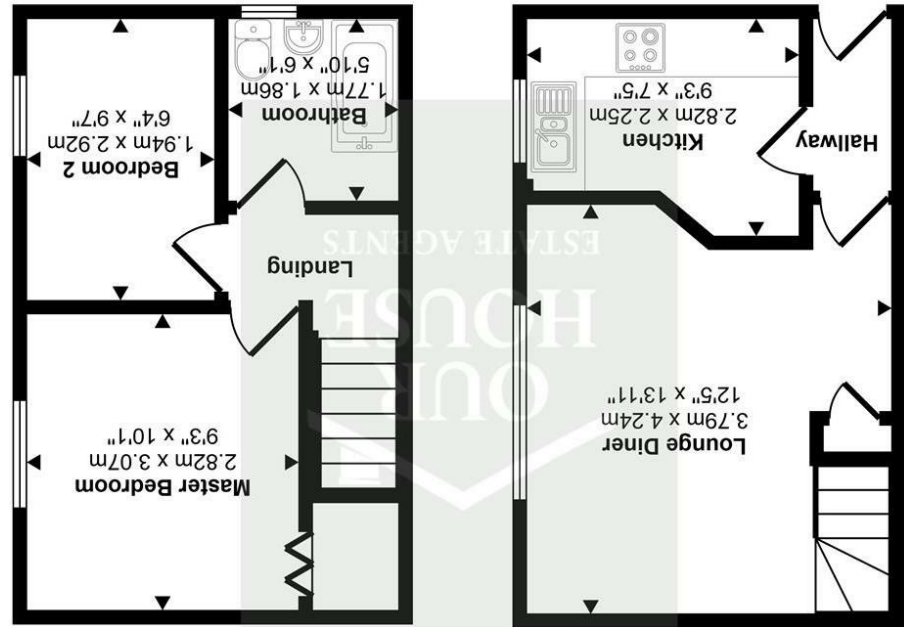 Lounge Diner
3.79m x 4.24m
12'5" x 13'11"
Hallway
Kitchen
2.82m x 2.25m
9'3" x 7'5"
Master Bedroom
2.82m x 3.07m
9'3" x 10'1"
Landing
Bedroom 2
1.94m x 2.92m
6'4" x 9'7"
Bathroom
1.77m x 1.86m
5'10" x 6'1"
OUR
HOUSE
ESTATE AGENTS